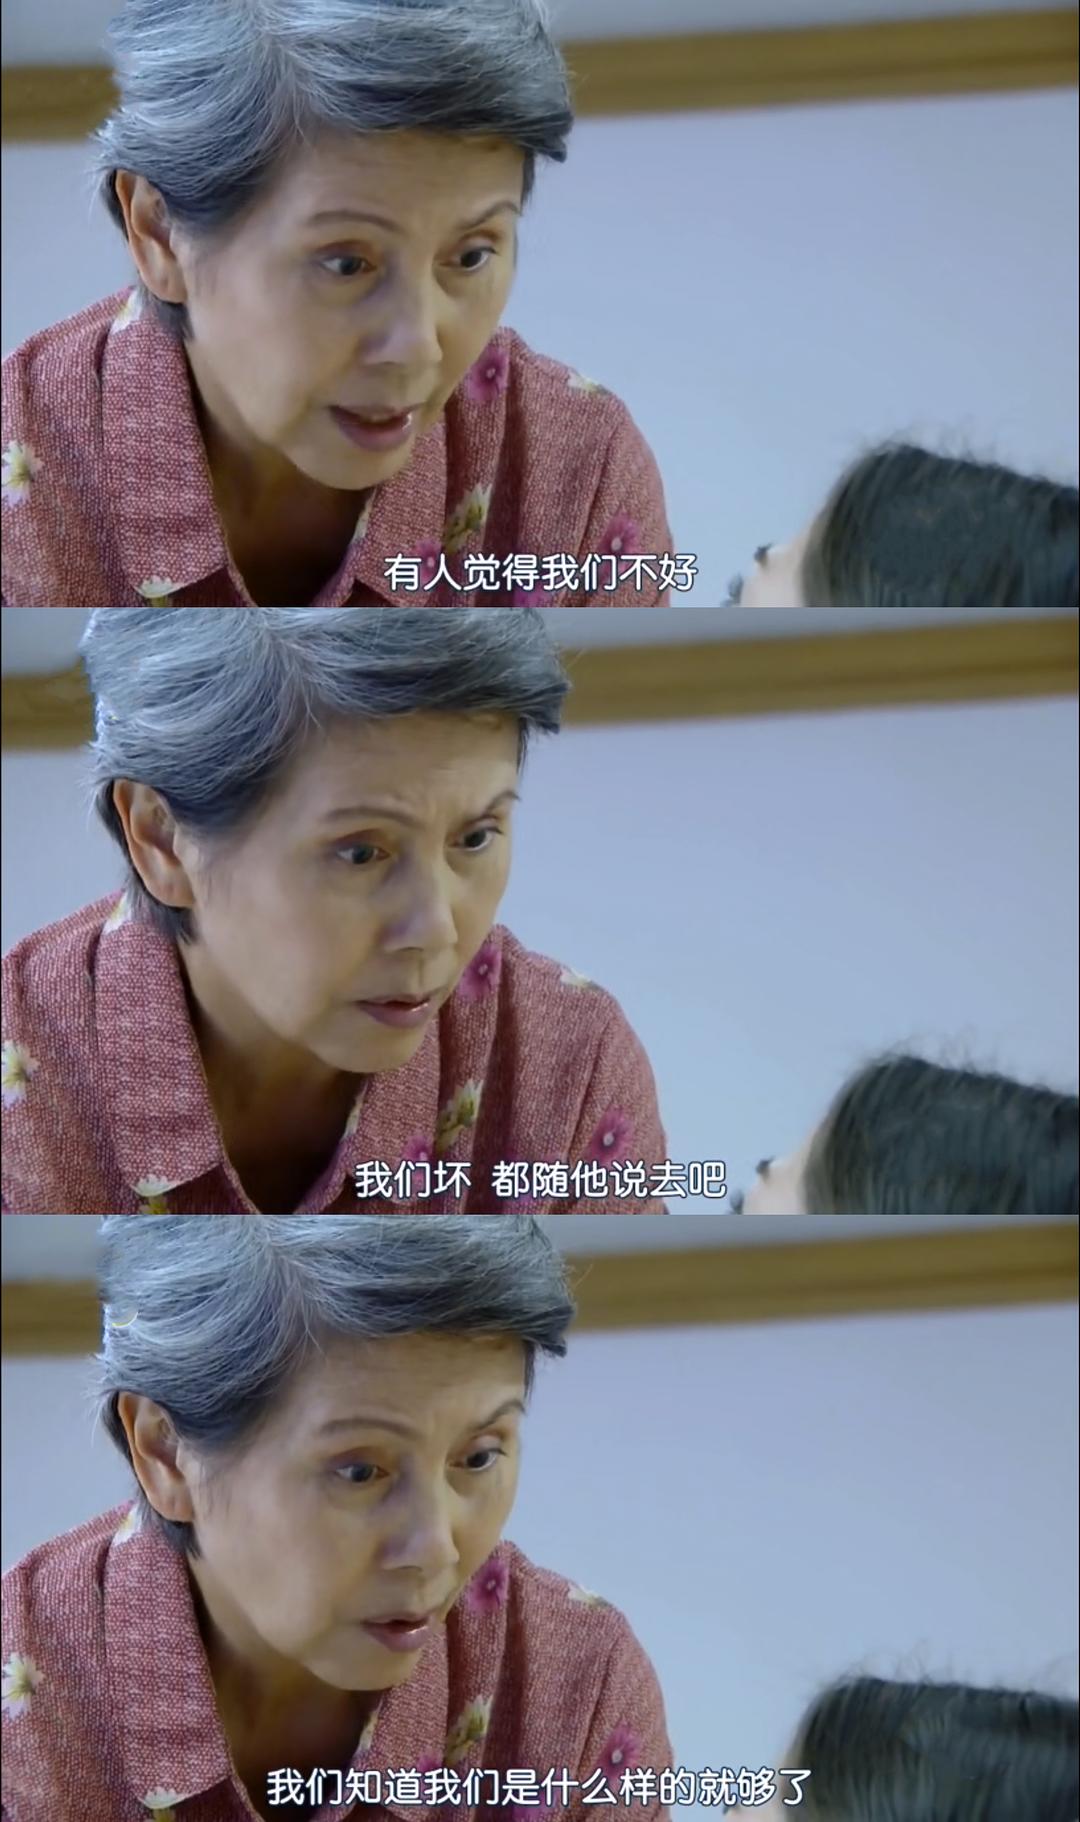 有人觉得我们不好
我们坏 都随他说去吧
我们知道我们是什么样的就够了